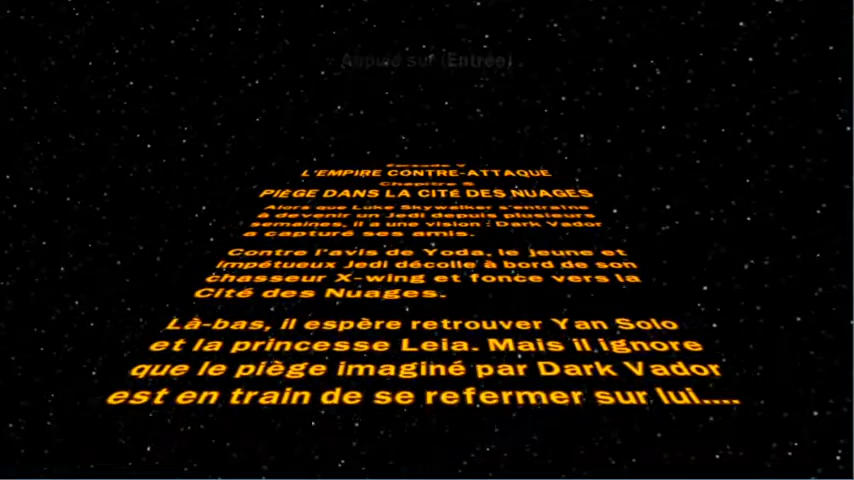 Appuie sur (Entrée)
Episode V
L'EMPIRE CONTRE-ATTAQUE
Chapitre 5
PIÈGE DANS LA CITÉ DES NUAGES
Alors que Luke Skywalker s'entraîne
à devenir un Jedi depuis plusieurs
semaines, il a une vision : Dark Vador
a capturé ses amis.
Contre l'avis de Yoda, le jeune et
impétueux Jedi décolle à bord de son
chasseur X-wing et fonce vers la
Cité des Nuages.
Là-bas, il espère retrouver Yan Solo
et la princesse Leia. Mais il ignore
que le piège imaginé par Dark Vador
est en train de se refermer sur lui....